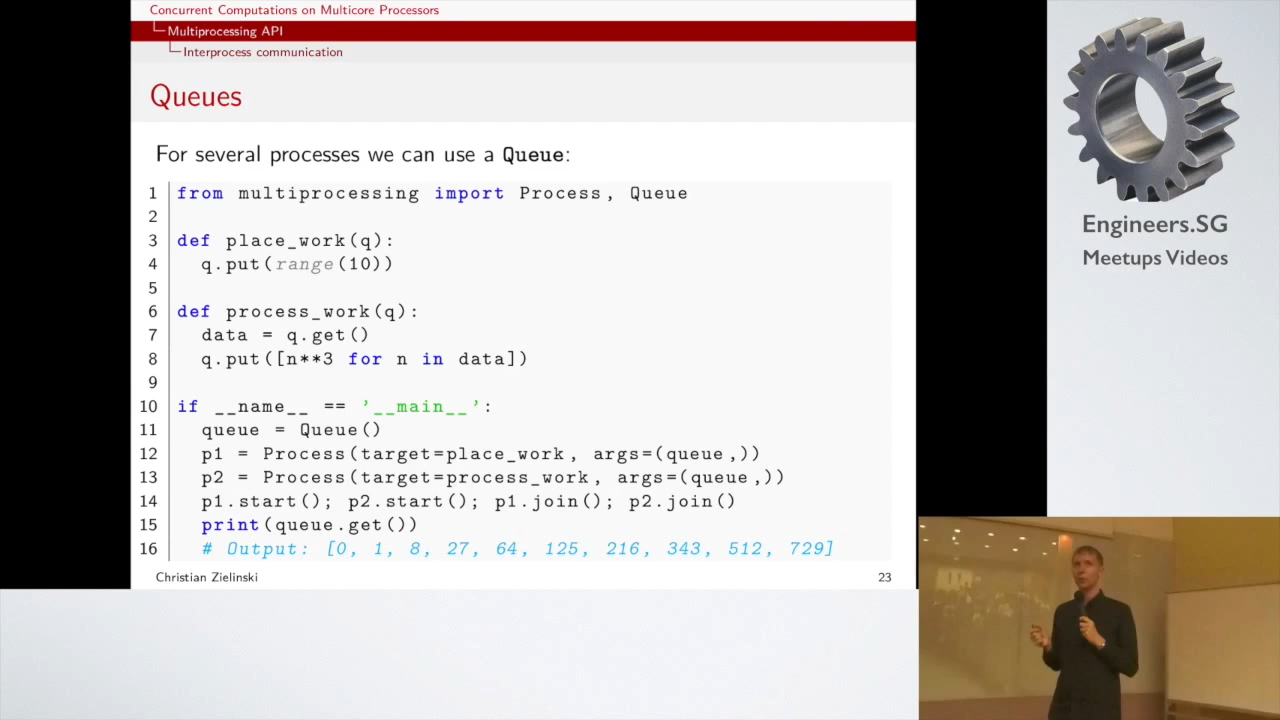 Concurrent Computations on Multicore Processors
Multiprocessing API
Interprocess communication
Queues
For several processes we can use a Queue:
1 from multiprocessing import Process, Queue
2
3 def place_work(q):
4   q.put(range(10))
5
6 def process_work(q):
7   data = q.get()
8   q.put([n**3 for n in data])
9
10 if __name__ == '__main__':
11   queue = Queue()
12   p1 = Process(target=place_work, args=(queue,))
13   p2 = Process(target=process_work, args=(queue,))
14   p1.start(); p2.start(); p1.join(); p2.join()
15   print(queue.get())
16   # Output: [0, 1, 8, 27, 64, 125, 216, 343, 512, 729]
Christian Zielinski 23
Engineers.SG
Meetups Videos